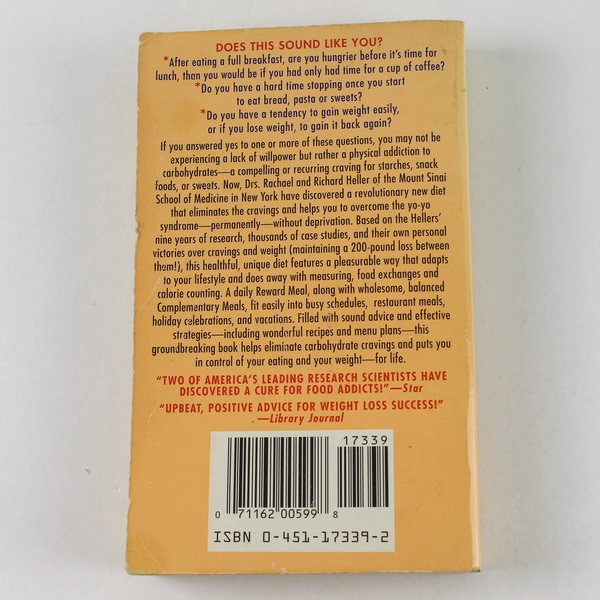 DOES THIS SOUND LIKE YOU?
*After eating a full breakfast, are you hungrier before it's time for
lunch, than you would be if you had only had time for a cup of coffee?
*Do you have a hard time stopping once you start
to eat bread, pasta or sweets?
*Do you have a tendency to gain weight easily,
or if you lose weight, to gain it back again?
If you answered yes to one or more of these questions, you may not be
experiencing a lack of willpower but rather a physical addiction to
carbohydrates—a compelling or recurring craving for starches, snack
foods, or sweets. Now, Drs. Rachael and Richard Heller of the Mount Sinai
School of Medicine in New York have discovered a revolutionary new diet
that eliminates the cravings and helps you to overcome the yo-yo
syndrome—permanently—without deprivation. Based on the Hellers'
nine years of research, thousands of case studies, and their own personal
victories over cravings and weight (maintaining a 200-pound loss between
them!), this healthful, unique diet features a pleasurable way that adapts
to your lifestyle and does away with measuring, food exchanges and
calorie counting. A daily Reward Meal, along with wholesome, balanced
Complementary Meals, fit easily into busy schedules, restaurant meals,
holiday celebrations, and vacations. Filled with sound advice and effective
strategies—including wonderful recipes and menu plans—this
groundbreaking book helps eliminate carbohydrate cravings and puts you
in control of your eating and your weight—for life.
"TWO OF AMERICA'S LEADING RESEARCH SCIENTISTS HAVE
DISCOVERED A CURE FOR FOOD ADDICTS!"—Star
"UPBEAT, POSITIVE ADVICE FOR WEIGHT LOSS SUCCESS!"
—Library Journal
17339
0 71162 00599 8
ISBN 0-451-17339-2